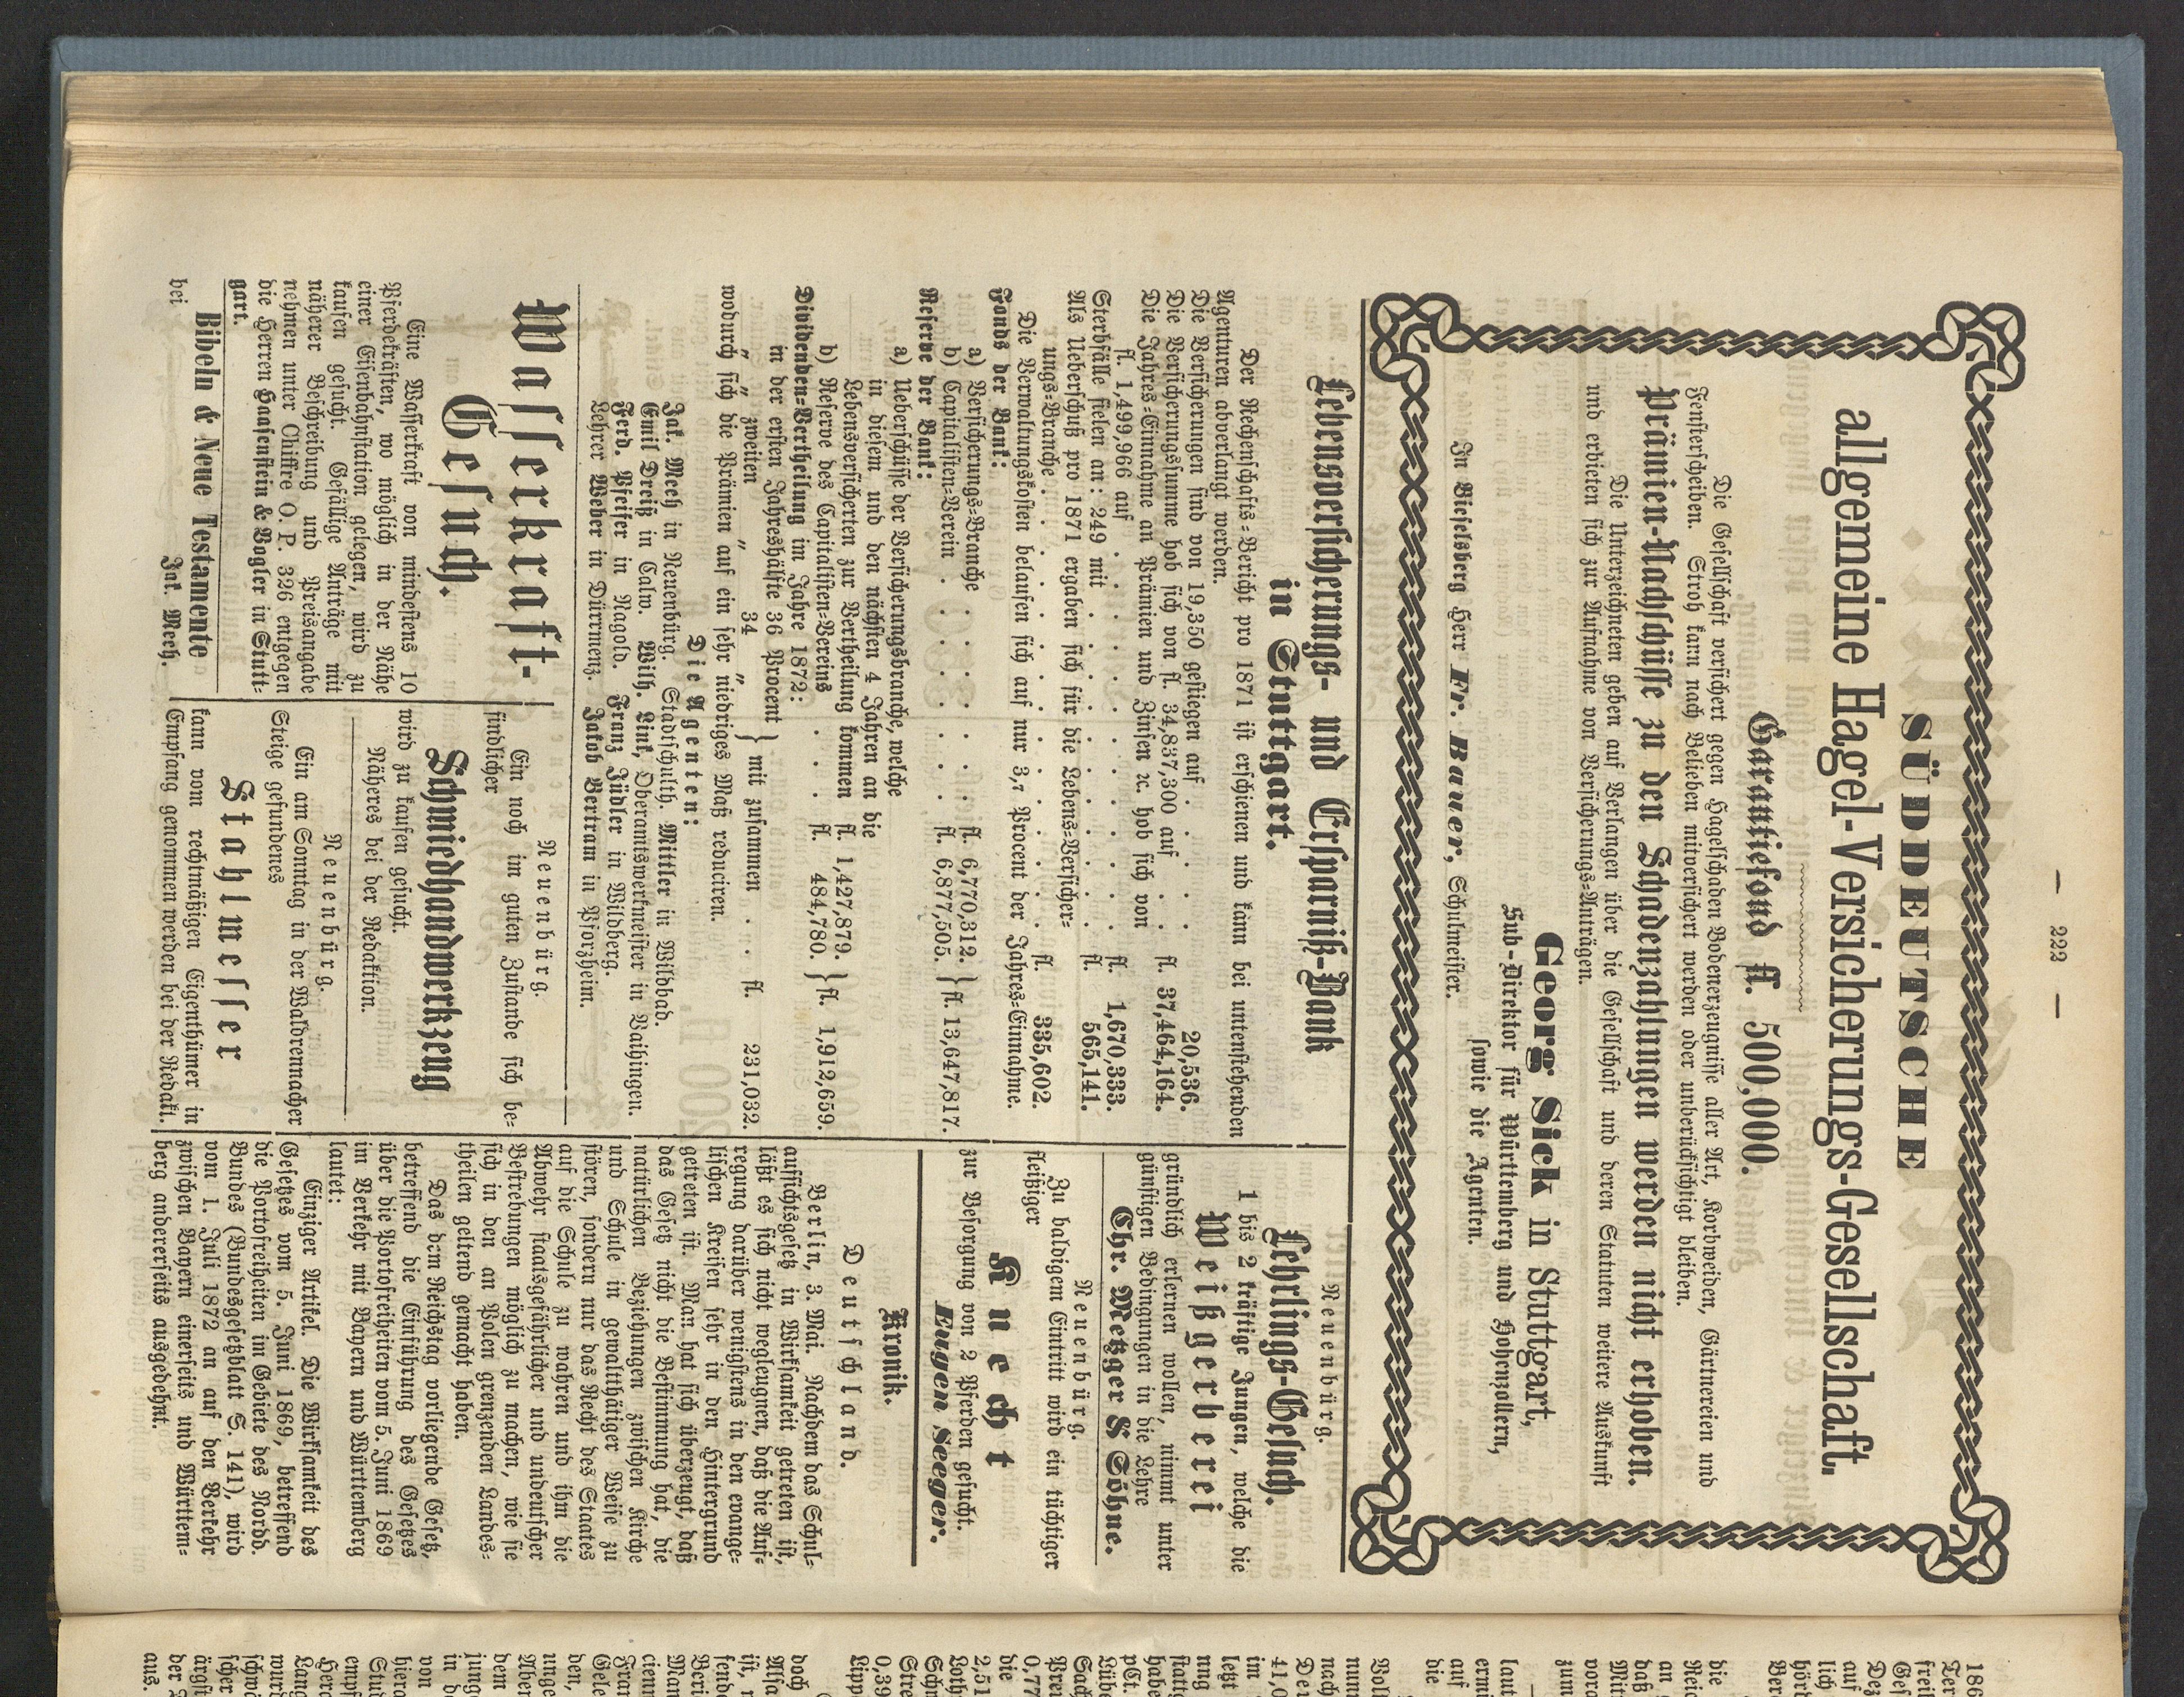 — 222 —
SÜDDEUTSCHE
allgemeine Hagel-Versicherungs-Gesellschaft.
Garantiefond fl. 500,000.
Die Gesellschaft versichert gegen Hagelschaden Bodenerzeugnisse aller Art, Korbweiden, Gärtnereien und
Fensterscheiben. Stroh kann nach Belieben mitversichert werden oder unberücksichtigt bleiben.
Prämien-Nachschüsse zu den Schadenzahlungen werden nicht erhoben.
Die Unterzeichneten geben auf Verlangen über die Gesellschaft und deren Statuten weitere Auskunft
und erbieten sich zur Aufnahme von Versicherungs-Anträgen.
Georg Sick in Stuttgart,
Sub-Direktor für Württemberg und Hohenzollern,
sowie die Agenten.
In Bieselsberg Herr Fr. Bauer, Schulmeister.
Lebensversicherungs- und Ersparniß-Bank
in Stuttgart.
Der Rechenschafts-Bericht pro 1871 ist erschienen und kann bei untenstehenden
Agenturen abverlangt werden.
Die Versicherungen sind von 19,350 gestiegen auf . . . . 20,536.
Die Versicherungssumme hob sich von fl. 34,837,300 auf . . . fl. 37,464,164.
Die Jahres-Einnahme an Prämien und Zinsen ꝛc. hob sich von
fl. 1,499,966 auf . . . . . . . . fl. 1,670,333.
Sterbfälle fielen an: 249 mit . . . . . . . fl. 565,141.
Als Ueberschuß pro 1871 ergaben sich für die Lebens-Versicher-
ungs-Branche . . . . . . . . . fl. 335,602.
Die Verwaltungskosten belaufen sich auf nur 3,7 Procent der Jahres-Einnahme.
Fonds der Bank:
a) Versicherungs-Branche . . . . . fl. 6,770,312. } fl. 13,647,817.
b) Capitalisten-Verein . . . . . . fl. 6,877,505.
Reserve der Bank:
a) Ueberschüsse der Versicherungsbranche, welche
in diesem und den nächsten 4 Jahren an die
Lebensversicherten zur Vertheilung kommen fl. 1,427,879. } fl. 1,912,659.
b) Reserve des Capitalisten-Vereins . . . fl. 484,780.
Dividenden-Vertheilung im Jahre 1872:
in der ersten Jahreshälfte 36 Procent } mit zusammen . . fl. 231,032.
„ „ zweiten „ 34 „
wodurch sich die Prämien auf ein sehr niedriges Maß reduciren.
Die Agenten:
Jak. Meeh in Neuenbürg. Stadtschulth. Mittler in Wildbad.
Emil Dreiß in Calw. Wilh. Link, Oberamtswerkmeister in Vaihingen.
Ferd. Pfeifer in Nagold. Franz Jüdler in Wildberg.
Lehrer Weber in Dürrmenz. Jakob Bertram in Pforzheim.
Wasserkraft-
Gesuch.
Eine Wasserkraft von mindestens 10
Pferdekräften, wo möglich in der Nähe
einer Eisenbahnstation gelegen, wird zu
kaufen gesucht. Gefällige Anträge mit
näherer Beschreibung und Preisangabe
nehmen unter Chiffre O. P. 326 entgegen
die Herren Haasenstein & Vogler in Stutt-
gart.
Bibeln & Neue Testamente
bei Jak. Meeh.
Neuenbürg.
Ein noch im guten Zustande sich be-
findlicher
Schmiedhandwerkzeug
wird zu kaufen gesucht.
Näheres bei der Redaktion.
Neuenbürg.
Ein am Sonntag in der Waldrennacher
Steige gefundenes
Stahlmesser
kann vom rechtmäßigen Eigenthümer in
Empfang genommen werden bei der Redakt.
Neuenbürg.
Lehrlings-Gesuch.
1 bis 2 kräftige Jungen, welche die
Weißgerberei
gründlich erlernen wollen, nimmt unter
günstigen Bedingungen in die Lehre
Chr. Metzger & Söhne.
Neuenbürg.
Zu baldigem Eintritt wird ein tüchtiger
fleißiger
Knecht
zur Besorgung von 2 Pferden gesucht.
Eugen Seeger.
Kronik.
Deutschland.
Berlin, 3. Mai. Nachdem das Schul-
aufsichtsgesetz in Wirksamkeit getreten ist,
läßt es sich nicht wegleugnen, daß die Auf-
regung darüber wenigstens in den evange-
lischen Kreisen sehr in den Hintergrund
getreten ist. Man hat sich überzeugt, daß
das Gesetz nicht die Bestimmung hat, die
natürlichen Beziehungen zwischen Kirche
und Schule in gewaltthätiger Weise zu
stören, sondern nur das Recht des Staates
auf die Schule zu wahren und ihm die
Abwehr staatsgefährlicher und undeutscher
Bestrebungen möglich zu machen, wie sie
sich in den an Polen grenzenden Landes-
theilen geltend gemacht haben.
Das dem Reichstag vorliegende Gesetz,
betreffend die Einführung des Gesetzes
über die Portofreiheiten vom 5. Juni 1869
im Verkehr mit Bayern und Würtemberg
lautet:
Einziger Artikel. Die Wirksamkeit des
Gesetzes vom 5. Juni 1869, betreffend
die Portofreiheiten im Gebiete des Nordd.
Bundes (Bundesgesetzblatt S. 141), wird
vom 1. Juli 1872 an auf den Verkehr
zwischen Bayern einerseits und Württem-
berg andererseits ausgedehnt.